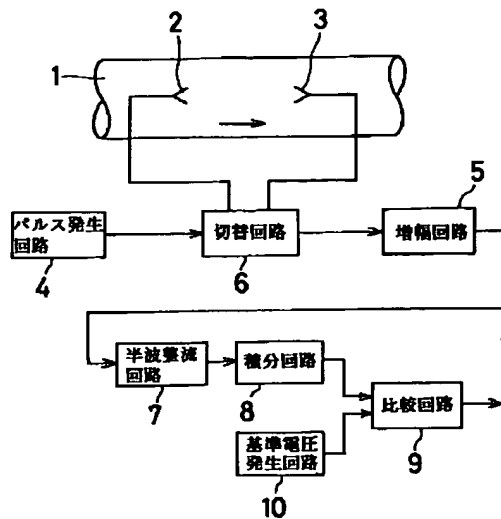 1
2
3
パルス発生
回路
4
切替回路
6
増幅回路
5
半波整流
回路
7
積分回路
8
基準電圧
発生回路
10
比較回路
9